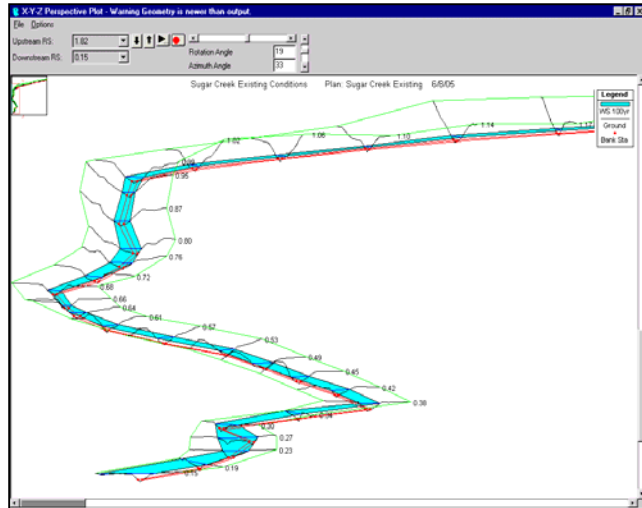 X-Y-Z Perspective Plot - Warning Geometry is newer than output.
File Options
Upstream RS: 1.82
Downstream RS: 0.15
Rotation Angle 19
Azimuth Angle 33
Sugar Creek Existing Conditions Plan: Sugar Creek Existing 6/8/05
Legend
WS 100yr
Ground
Bank Sta
1.17
1.14
1.10
1.06
1.02
0.99
0.95
0.87
0.80
0.76
0.72
0.68
0.66
0.64
0.61
0.57
0.53
0.49
0.45
0.42
0.38
0.34
0.30
0.27
0.23
0.19
0.15